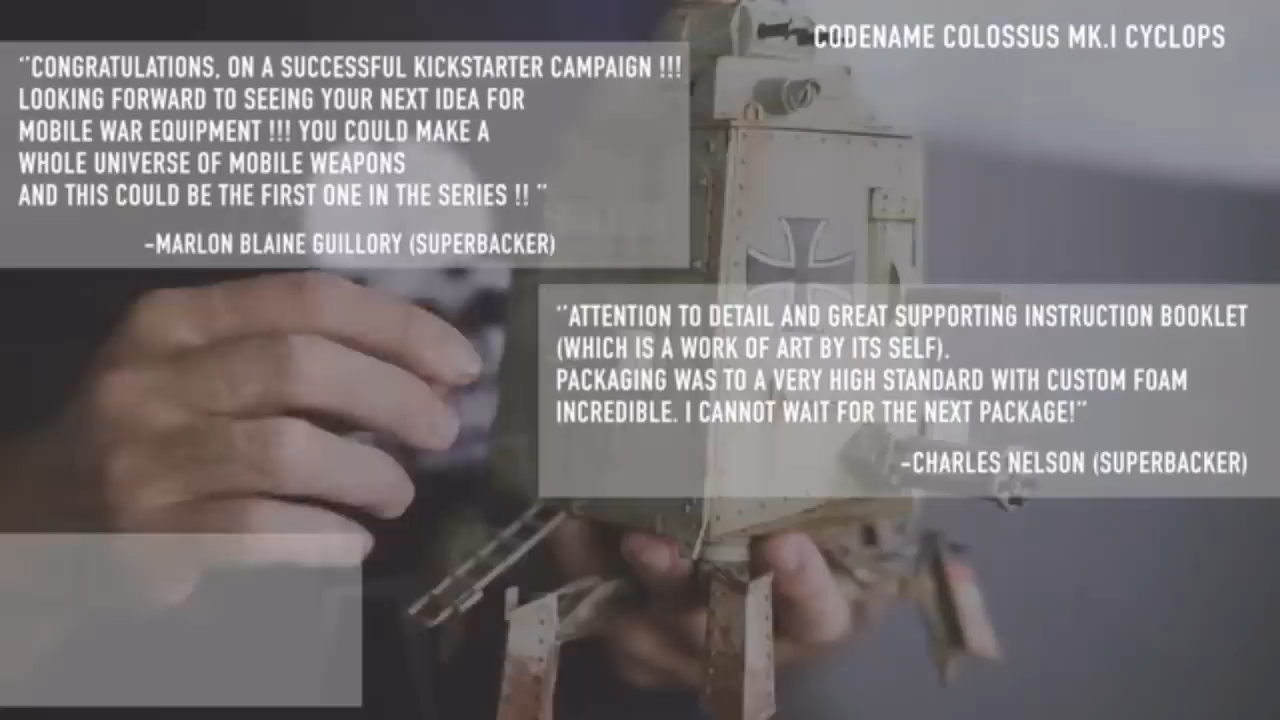 CODENAME COLOSSUS MK.I CYCLOPS
"CONGRATULATIONS, ON A SUCCESSFUL KICKSTARTER CAMPAIGN !!!
LOOKING FORWARD TO SEEING YOUR NEXT IDEA FOR
MOBILE WAR EQUIPMENT !!! YOU COULD MAKE A
WHOLE UNIVERSE OF MOBILE WEAPONS
AND THIS COULD BE THE FIRST ONE IN THE SERIES !! "
-MARLON BLAINE GUILLORY (SUPERBACKER)
"ATTENTION TO DETAIL AND GREAT SUPPORTING INSTRUCTION BOOKLET
(WHICH IS A WORK OF ART BY ITS SELF).
PACKAGING WAS TO A VERY HIGH STANDARD WITH CUSTOM FOAM
INCREDIBLE. I CANNOT WAIT FOR THE NEXT PACKAGE!"
-CHARLES NELSON (SUPERBACKER)